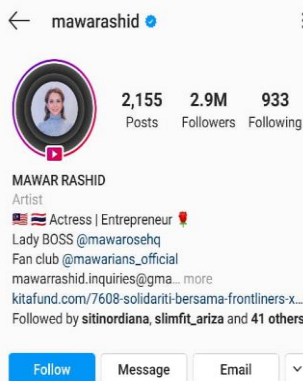 mawarashid
2,155 2.9M 933
Posts Followers Following
MAWAR RASHID
Artist
🇲🇾 🇹🇭 Actress | Entrepreneur 🌹
Lady BOSS @mawarosehq
Fan club @mawarians_official
mawarrashid.inquiries@gma... more
kitafund.com/7608-solidariti-bersama-frontliners-x...
Followed by sitinordiana, slimfit_ariza and 41 others
Follow Message Email